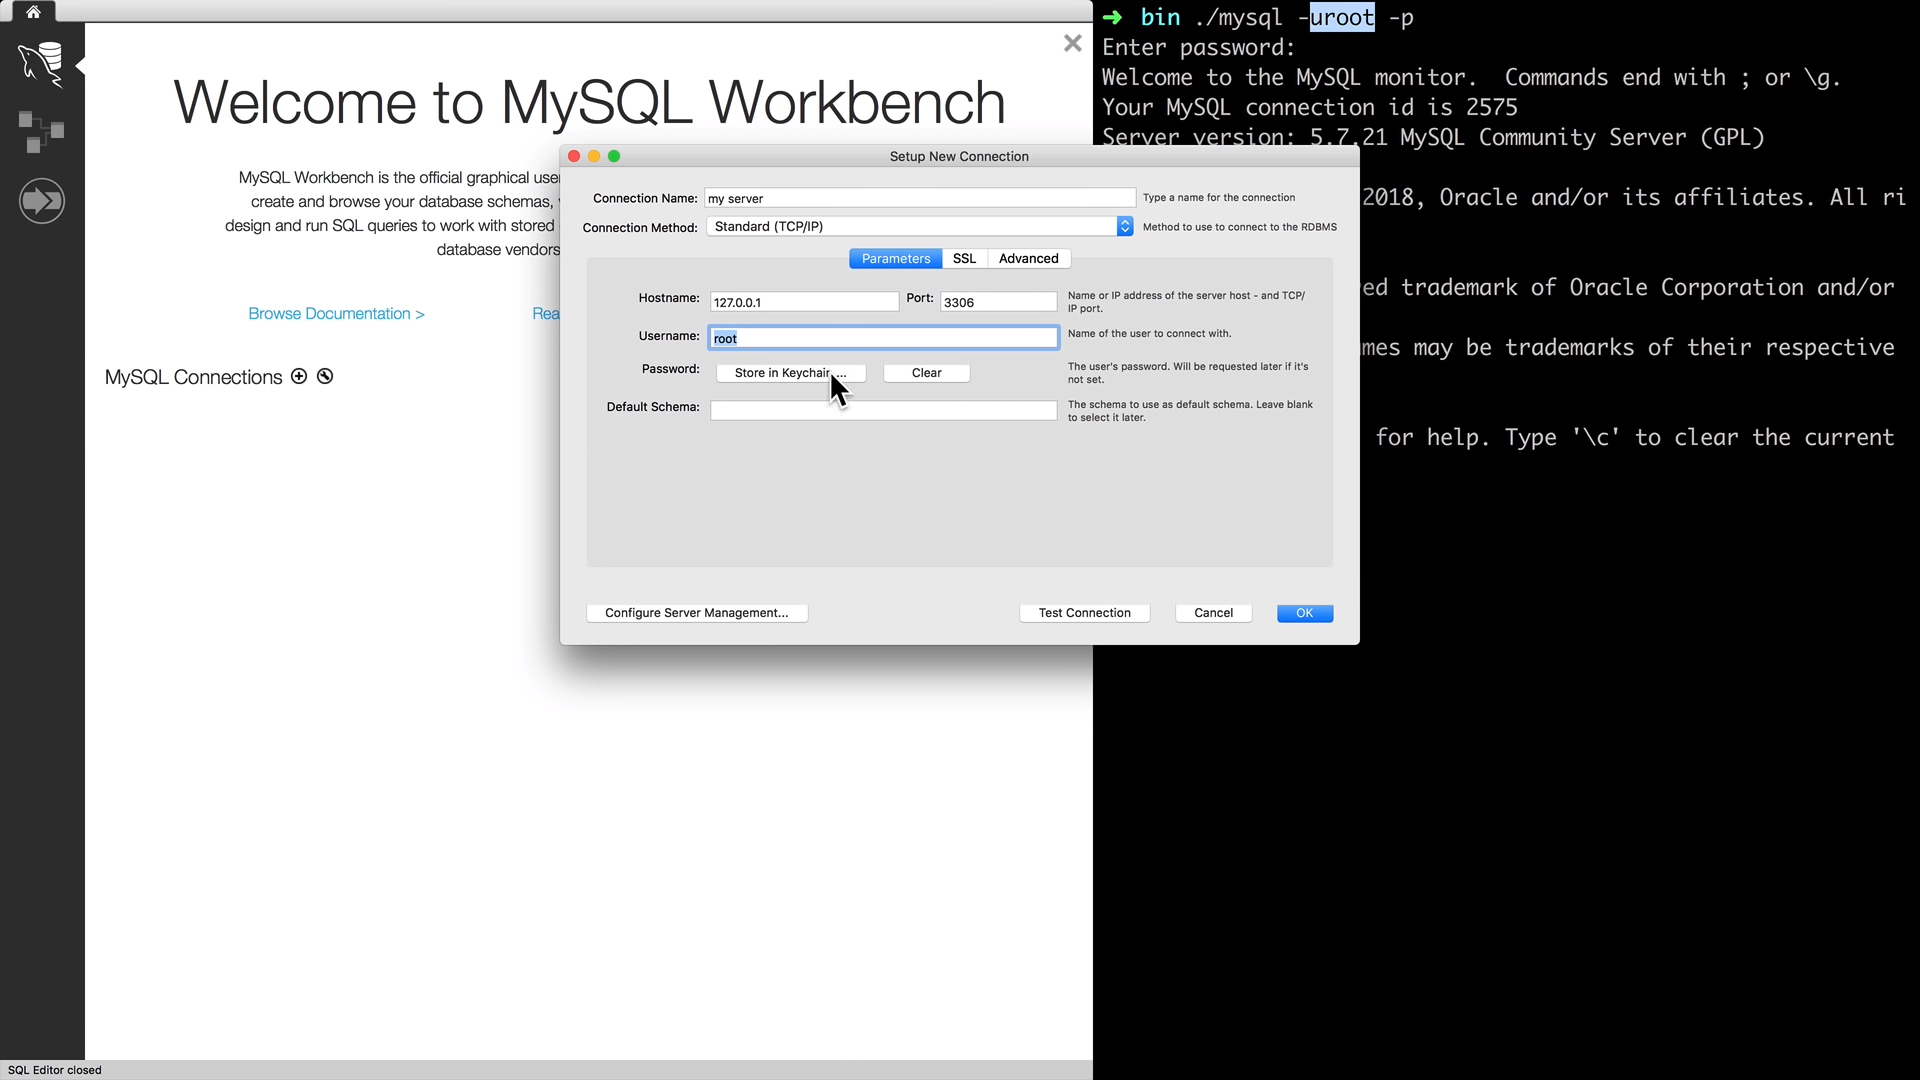 Welcome to MySQL Workbench
MySQL Workbench is the official graphical use
create and browse your database schemas,
design and run SQL queries to work with stored
database vendors
Browse Documentation >
Rea
MySQL Connections
SQL Editor closed
Setup New Connection
Connection Name: my server Type a name for the connection
Connection Method: Standard (TCP/IP) Method to use to connect to the RDBMS
Parameters SSL Advanced
Hostname: 127.0.0.1 Port: 3306 Name or IP address of the server host - and TCP/
IP port.
Username: root Name of the user to connect with.
Password: Store in Keychain ... Clear The user's password. Will be requested later if it's
not set.
Default Schema: The schema to use as default schema. Leave blank
to select it later.
Configure Server Management... Test Connection Cancel OK
➜ bin ./mysql -uroot -p
Enter password:
Welcome to the MySQL monitor.  Commands end with ; or \g.
Your MySQL connection id is 2575
Server version: 5.7.21 MySQL Community Server (GPL)
2018, Oracle and/or its affiliates. All ri
ed trademark of Oracle Corporation and/or
mes may be trademarks of their respective
for help. Type '\c' to clear the current